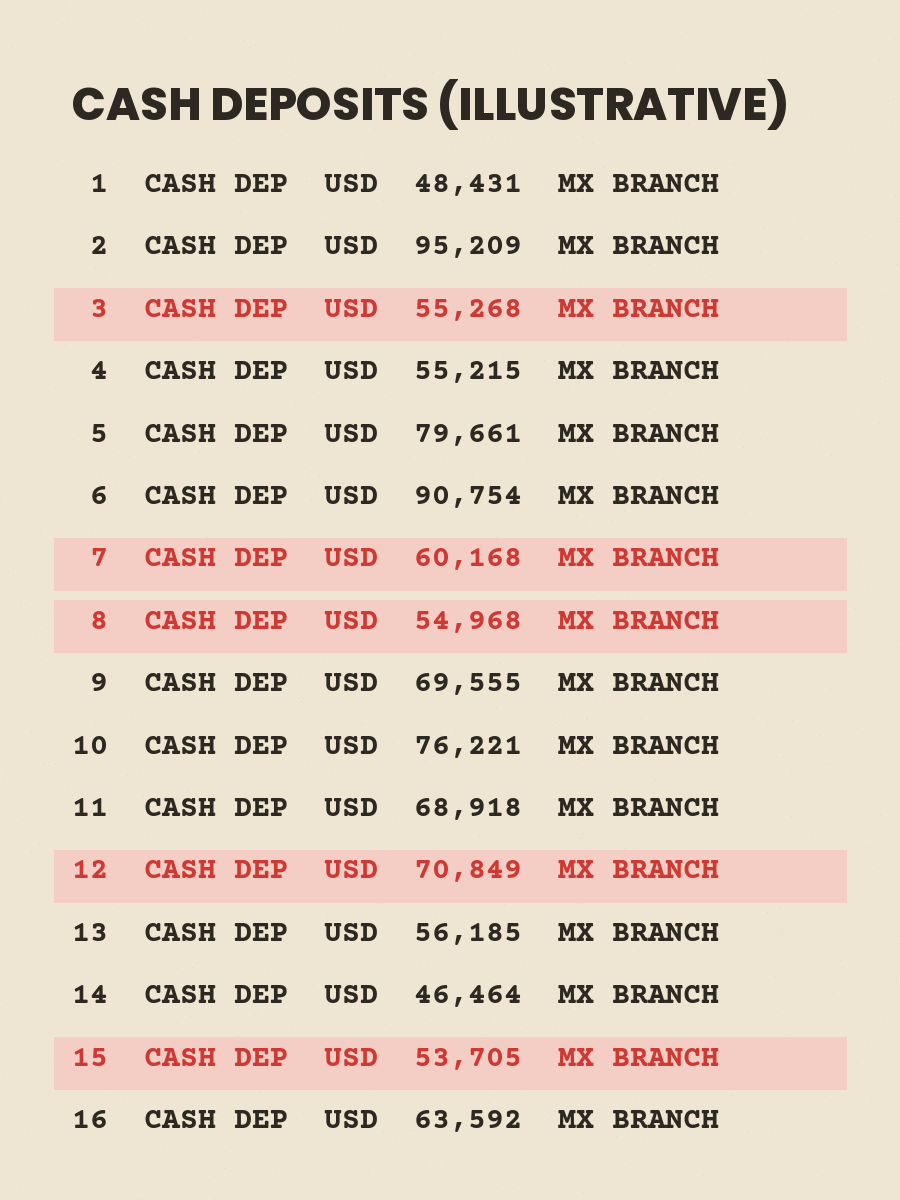 CASH DEPOSITS (ILLUSTRATIVE)
1 CASH DEP USD 48,431 MX BRANCH
2 CASH DEP USD 95,209 MX BRANCH
3 CASH DEP USD 55,268 MX BRANCH
4 CASH DEP USD 55,215 MX BRANCH
5 CASH DEP USD 79,661 MX BRANCH
6 CASH DEP USD 90,754 MX BRANCH
7 CASH DEP USD 60,168 MX BRANCH
8 CASH DEP USD 54,968 MX BRANCH
9 CASH DEP USD 69,555 MX BRANCH
10 CASH DEP USD 76,221 MX BRANCH
11 CASH DEP USD 68,918 MX BRANCH
12 CASH DEP USD 70,849 MX BRANCH
13 CASH DEP USD 56,185 MX BRANCH
14 CASH DEP USD 46,464 MX BRANCH
15 CASH DEP USD 53,705 MX BRANCH
16 CASH DEP USD 63,592 MX BRANCH